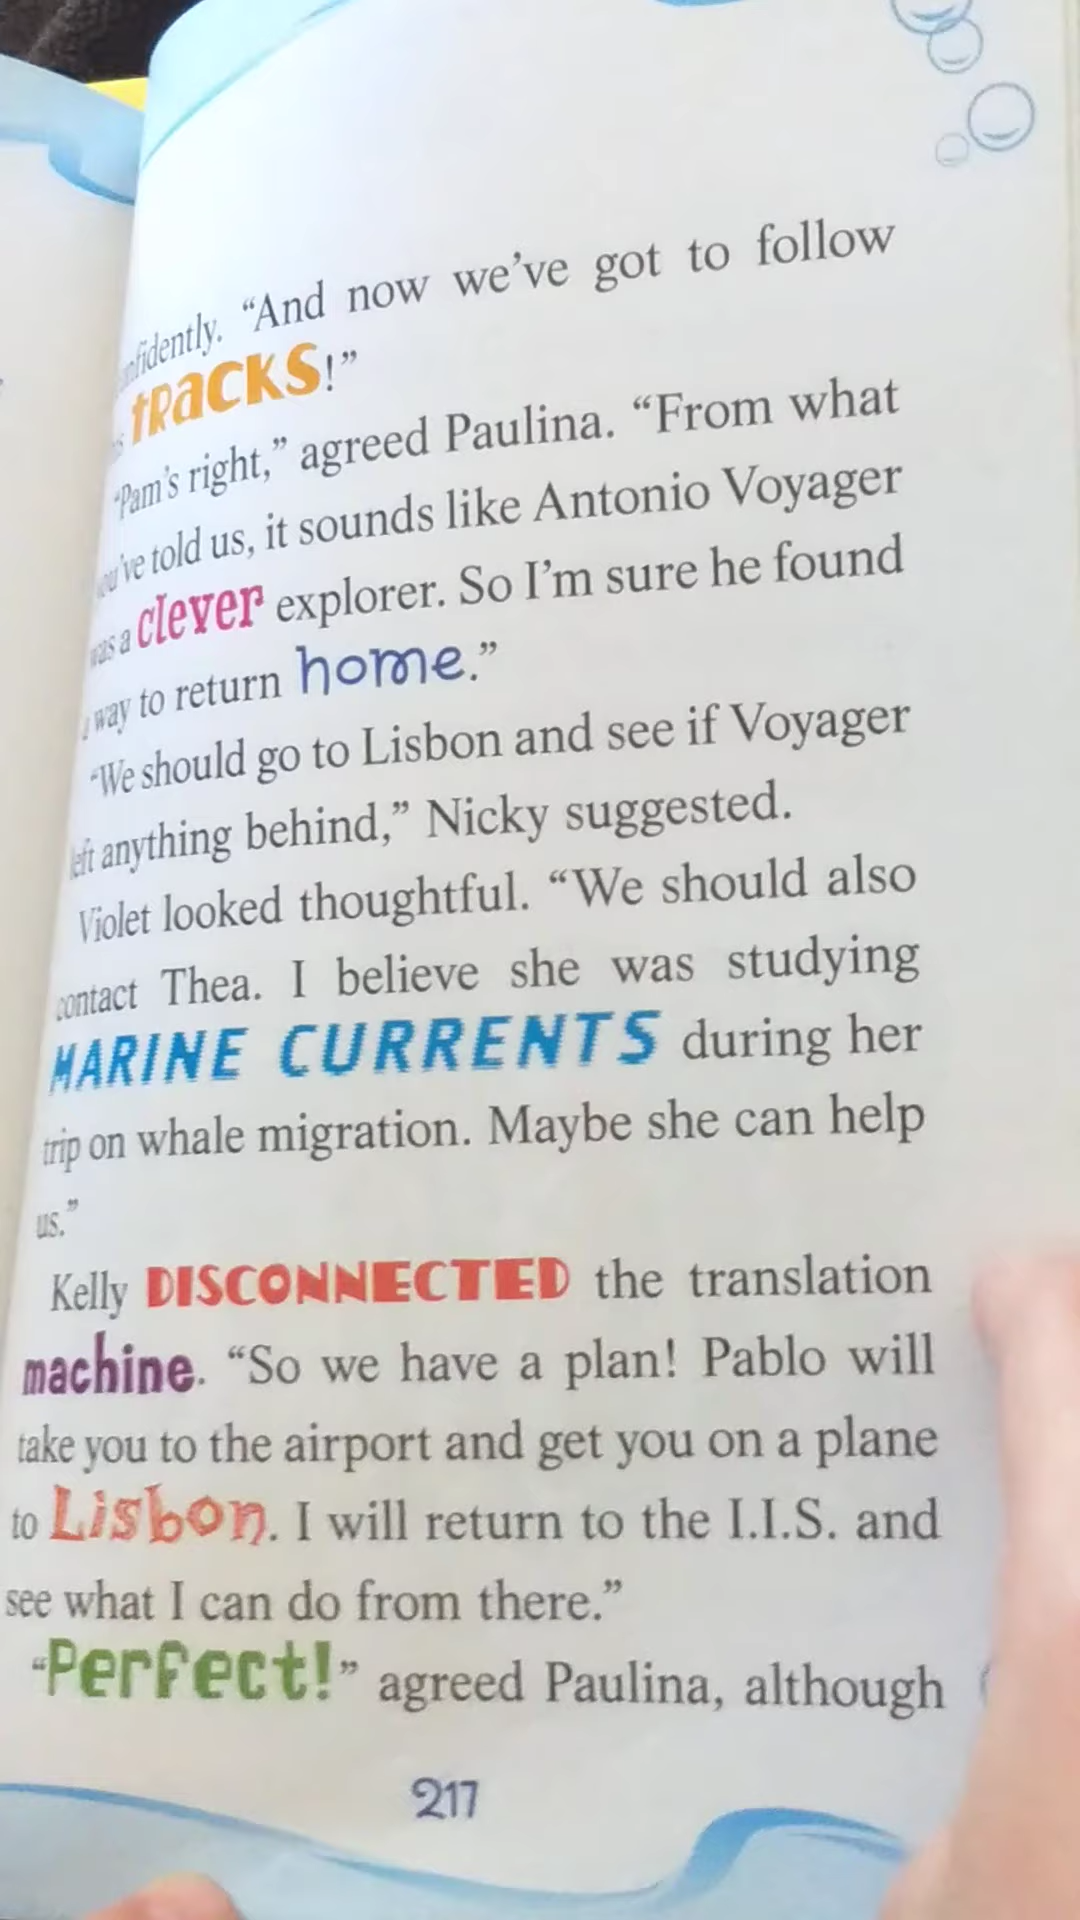 “And now we’ve got to follow
tRaCKS!”
“Pam’s right,” agreed Paulina. “From what
you’ve told us, it sounds like Antonio Voyager
was a clever explorer. So I’m sure he found
a way to return home.”
“We should go to Lisbon and see if Voyager
left anything behind,” Nicky suggested.
Violet looked thoughtful. “We should also
contact Thea. I believe she was studying
MARINE CURRENTS during her
trip on whale migration. Maybe she can help
us.”
Kelly DISCONNECTED the translation
machine. “So we have a plan! Pablo will
take you to the airport and get you on a plane
to Lisbon. I will return to the I.I.S. and
see what I can do from there.”
“Perfect!” agreed Paulina, although
217